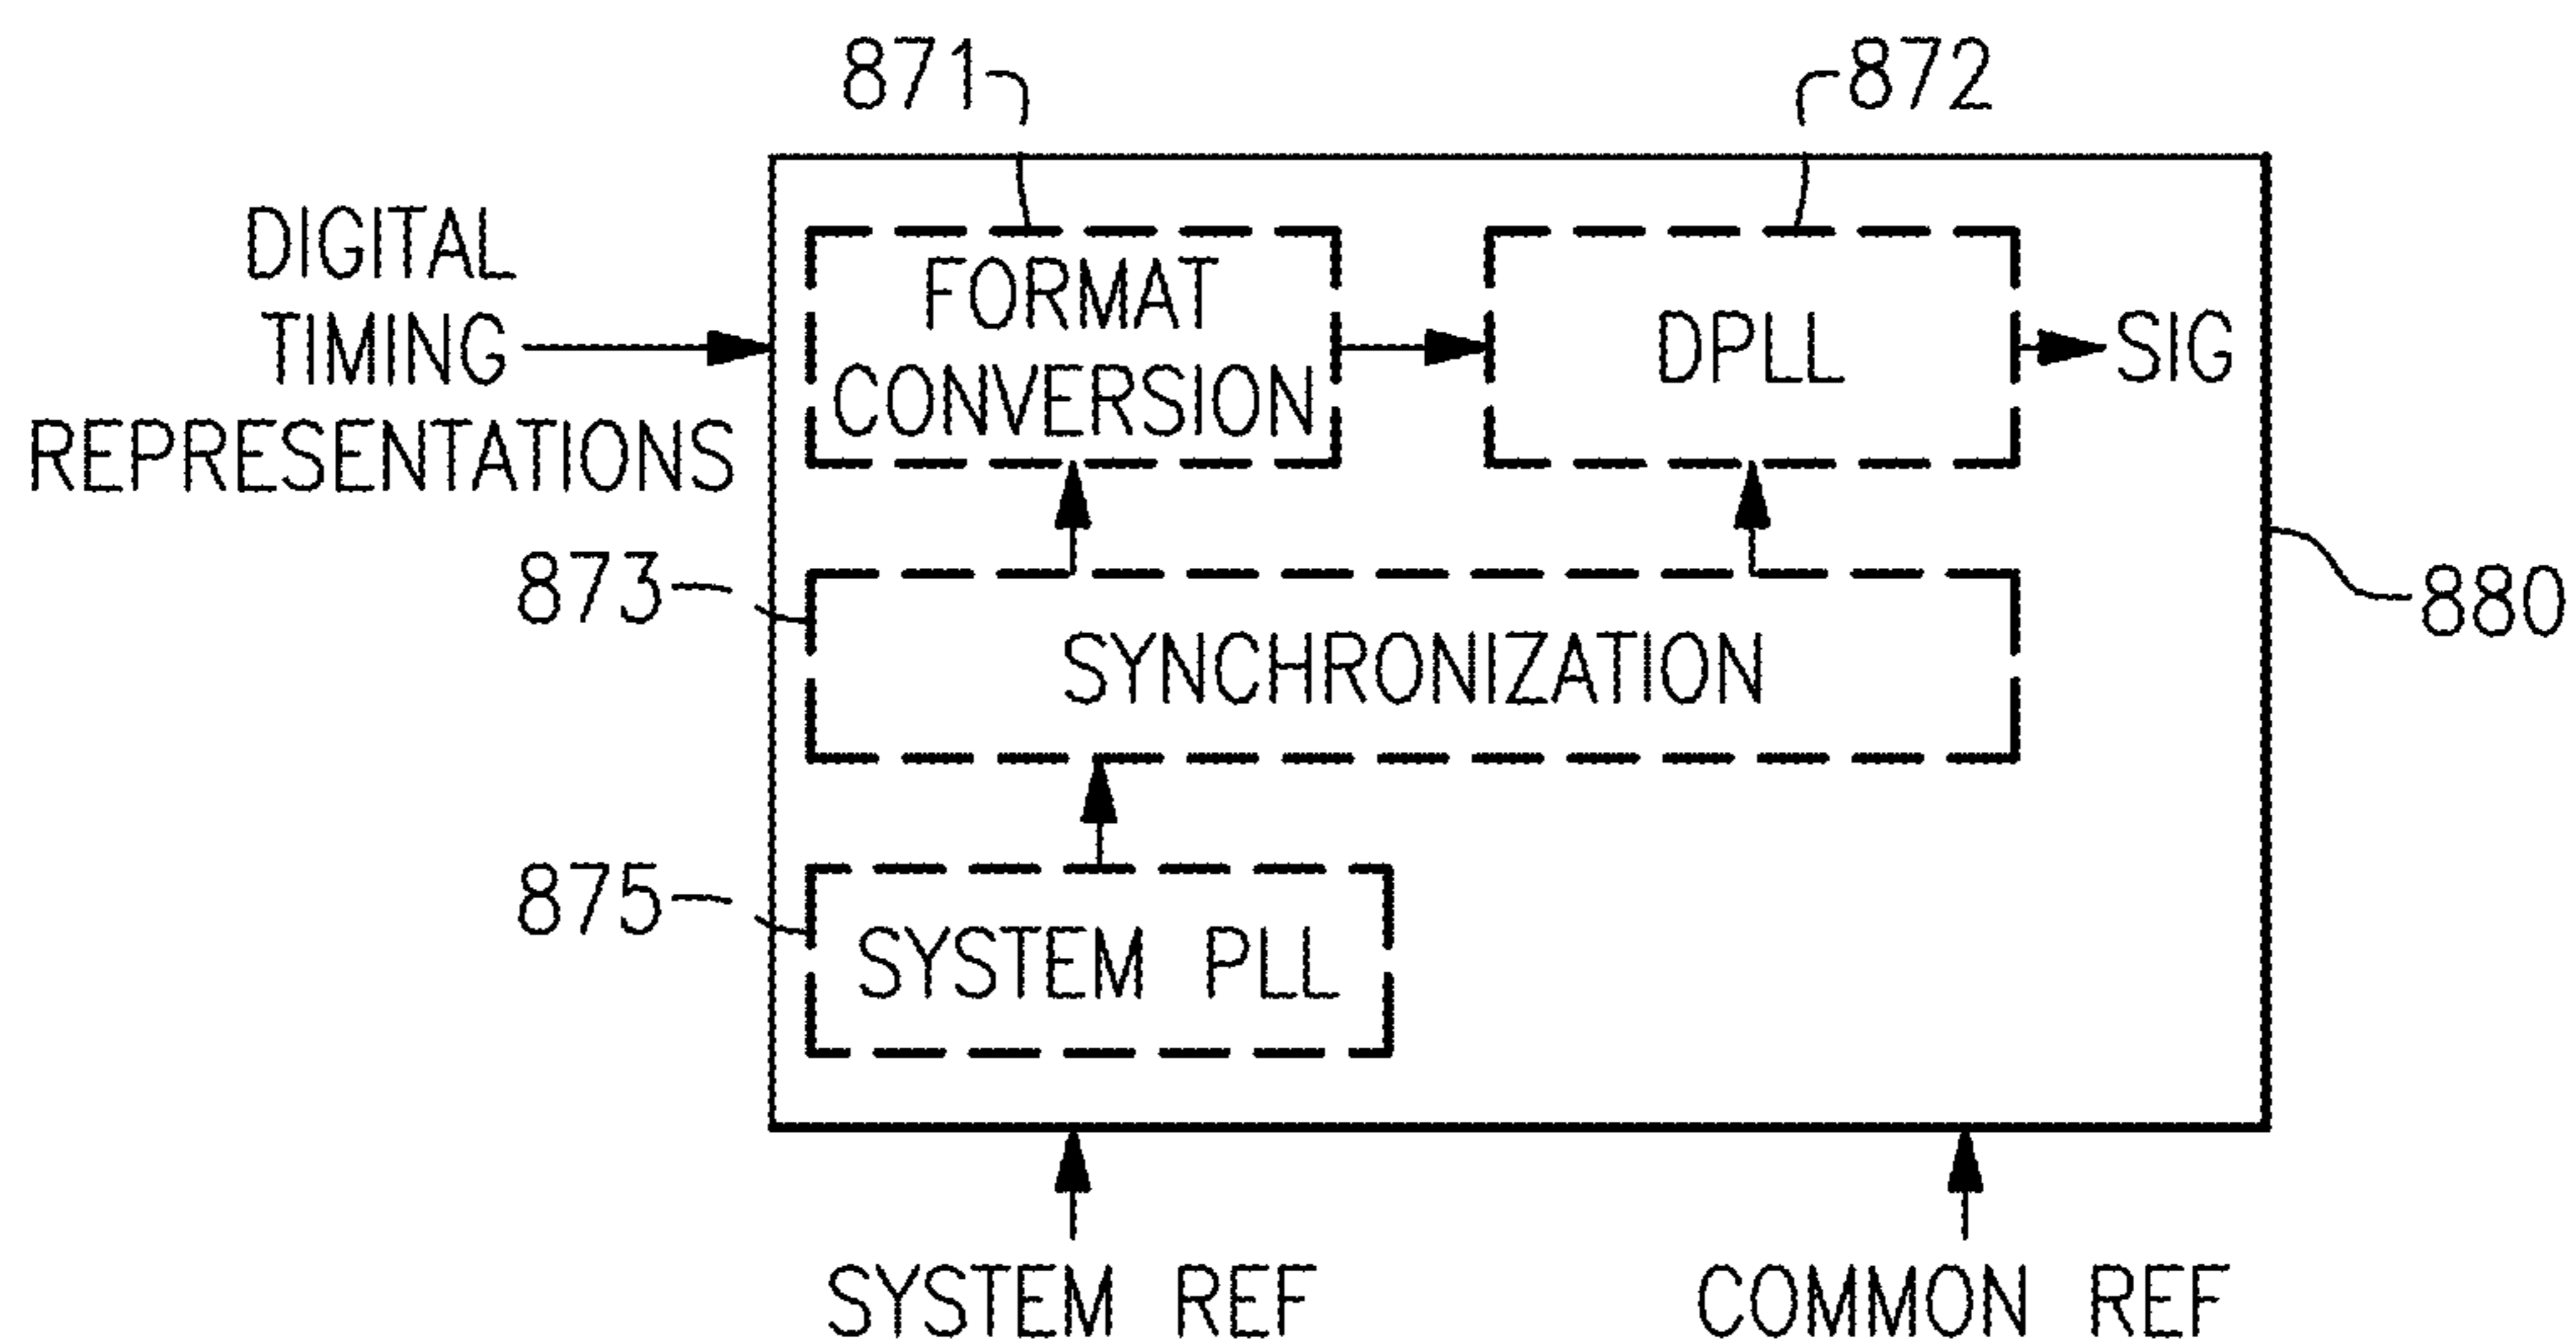 871
872
DIGITAL
TIMING
REPRESENTATIONS
FORMAT
CONVERSION
DPLL
SIG
873
SYNCHRONIZATION
880
875
SYSTEM PLL
SYSTEM REF
COMMON REF